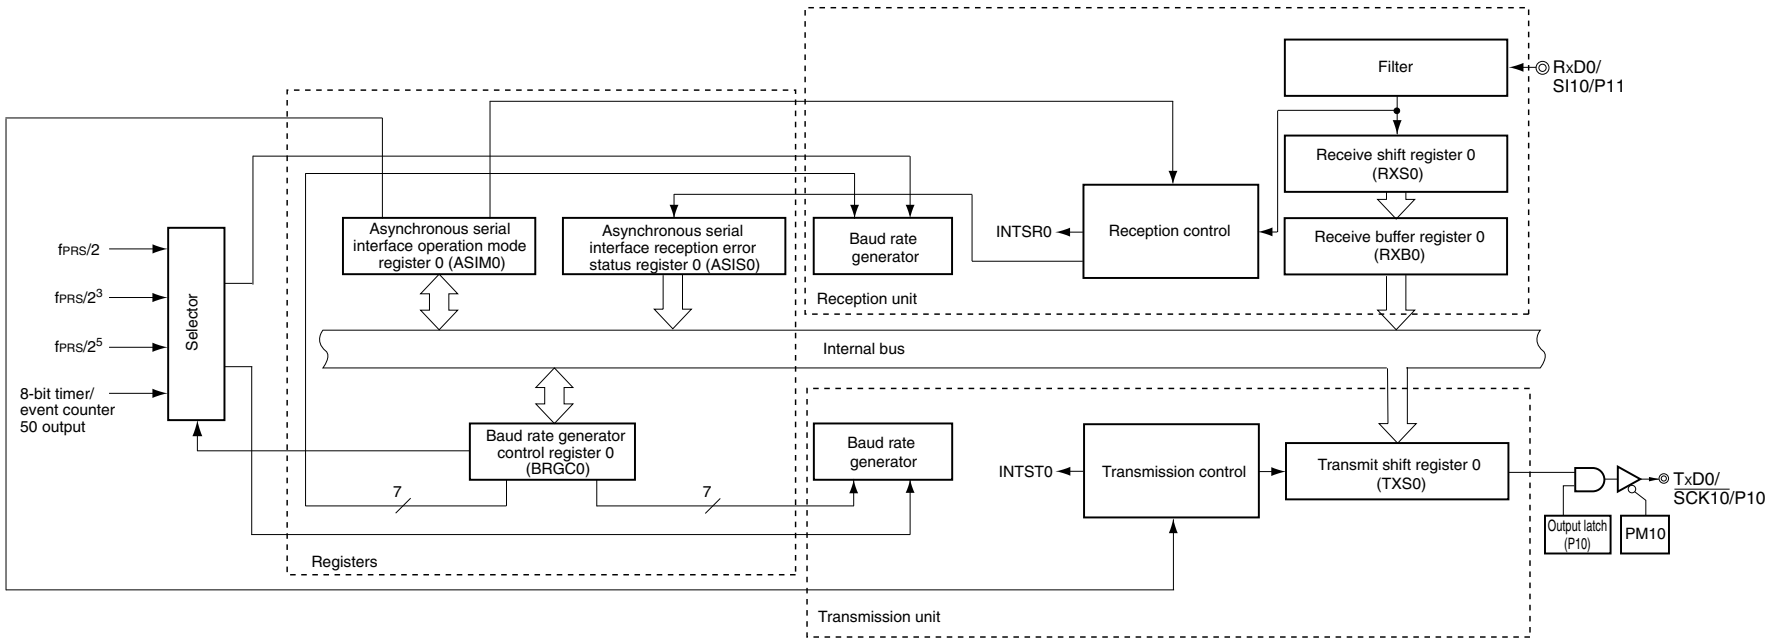 Filter
RxD0/
SI10/P11
Receive shift register 0
(RXS0)
Asynchronous serial
interface operation mode
register 0 (ASIM0)
Asynchronous serial
interface reception error
status register 0 (ASIS0)
Baud rate
generator
INTSR0
Reception control
Receive buffer register 0
(RXB0)
Reception unit
fPRS/2
fPRS/2³
fPRS/2⁵
8-bit timer/
event counter
50 output
Selector
Internal bus
Baud rate generator
control register 0
(BRGC0)
7
7
Baud rate
generator
INTST0
Transmission control
Transmit shift register 0
(TXS0)
TxD0/
SCK10/P10
Output latch
(P10)
PM10
Registers
Transmission unit